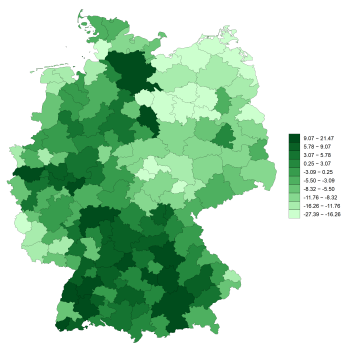 9.07 − 21.47
5.78 − 9.07
3.07 − 5.78
0.25 − 3.07
-3.09 − 0.25
-5.50 − -3.09
-8.32 − -5.50
-11.76 − -8.32
-16.26 − -11.76
-27.39 − -16.26